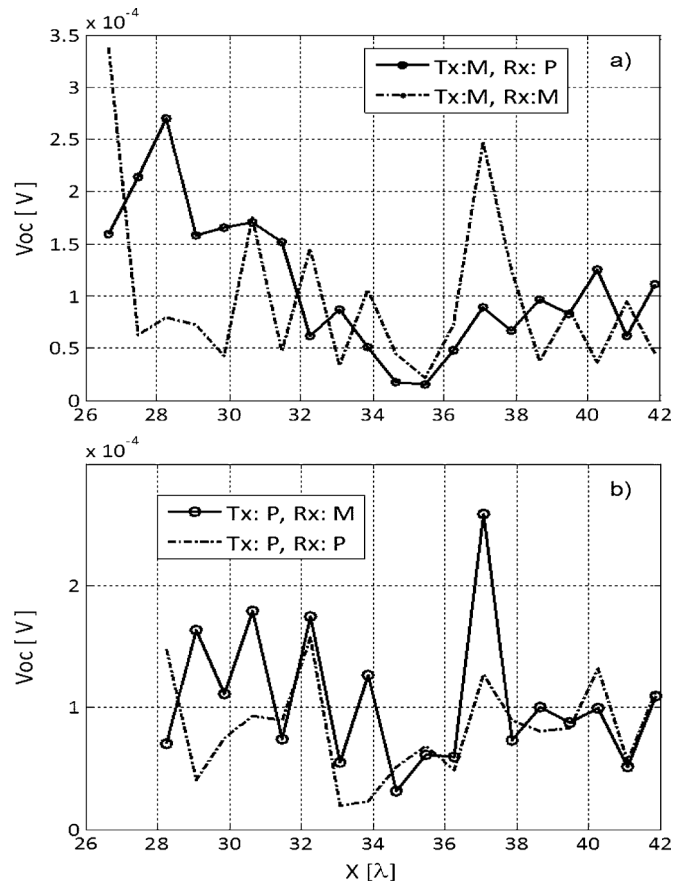 x 10⁻⁴
3.5
3
2.5
2
1.5
1
0.5
0
Voc [ V ]
Tx:M, Rx: P
Tx:M, Rx:M
a)
26 28 30 32 34 36 38 40 42
x 10⁻⁴
2
1
0
Voc [ V ]
Tx: P, Rx: M
Tx: P, Rx: P
b)
26 28 30 32 34 36 38 40 42
X [λ]